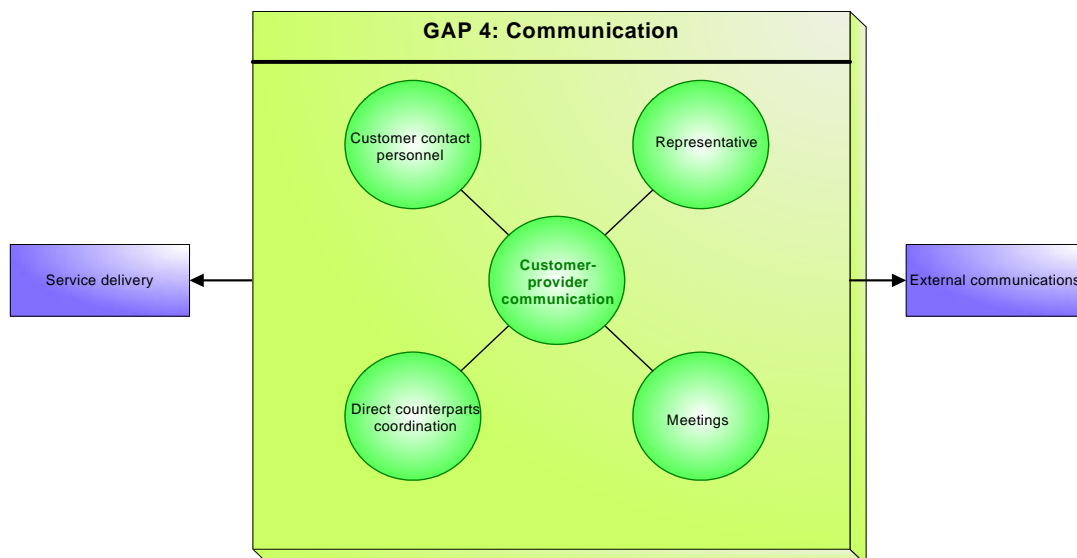 GAP 4: Communication
Customer contact
personnel
Representative
Service delivery
Customer-
provider
communication
External communications
Direct counterparts
coordination
Meetings